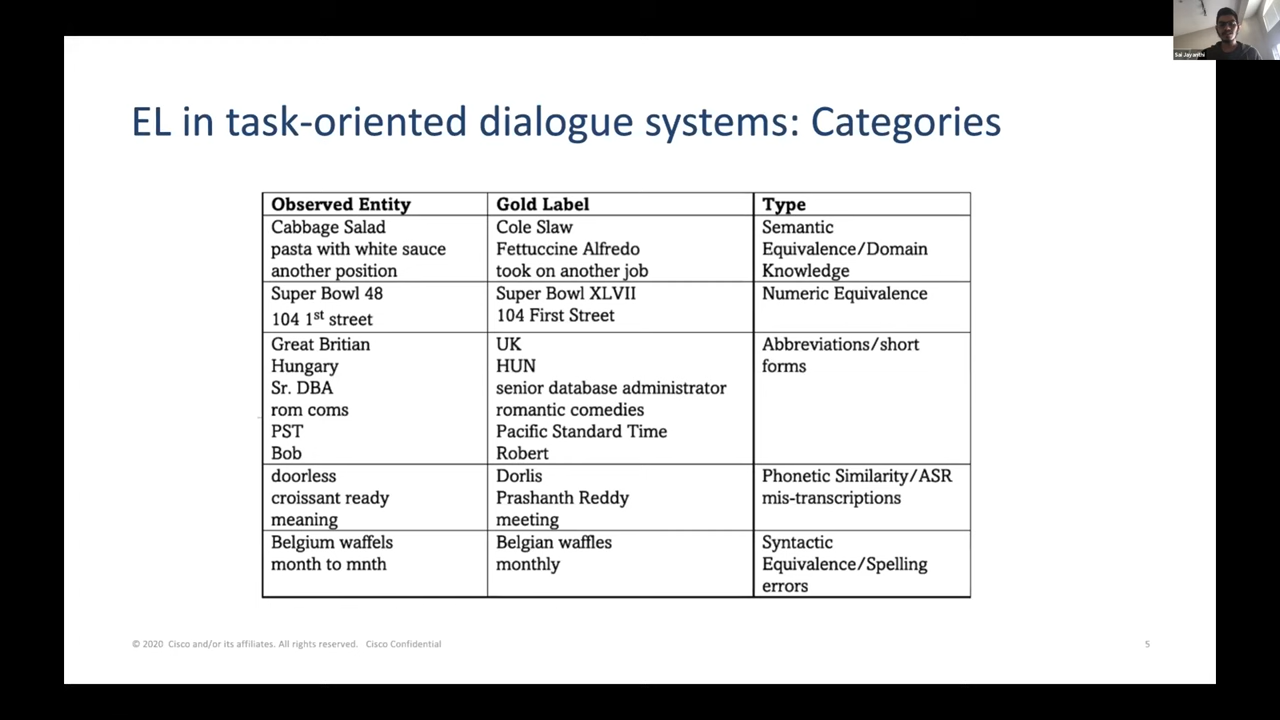 Sai Jayanthi
EL in task-oriented dialogue systems: Categories
Observed Entity Gold Label Type
Cabbage Salad Cole Slaw Semantic
pasta with white sauce Fettuccine Alfredo Equivalence/Domain
another position took on another job Knowledge
Super Bowl 48 Super Bowl XLVII Numeric Equivalence
104 1st street 104 First Street
Great Britian UK Abbreviations/short
Hungary HUN forms
Sr. DBA senior database administrator
rom coms romantic comedies
PST Pacific Standard Time
Bob Robert
doorless Dorlis Phonetic Similarity/ASR
croissant ready Prashanth Reddy mis-transcriptions
meaning meeting
Belgium waffels Belgian waffles Syntactic
month to mnth monthly Equivalence/Spelling
errors
© 2020 Cisco and/or its affiliates. All rights reserved. Cisco Confidential
5